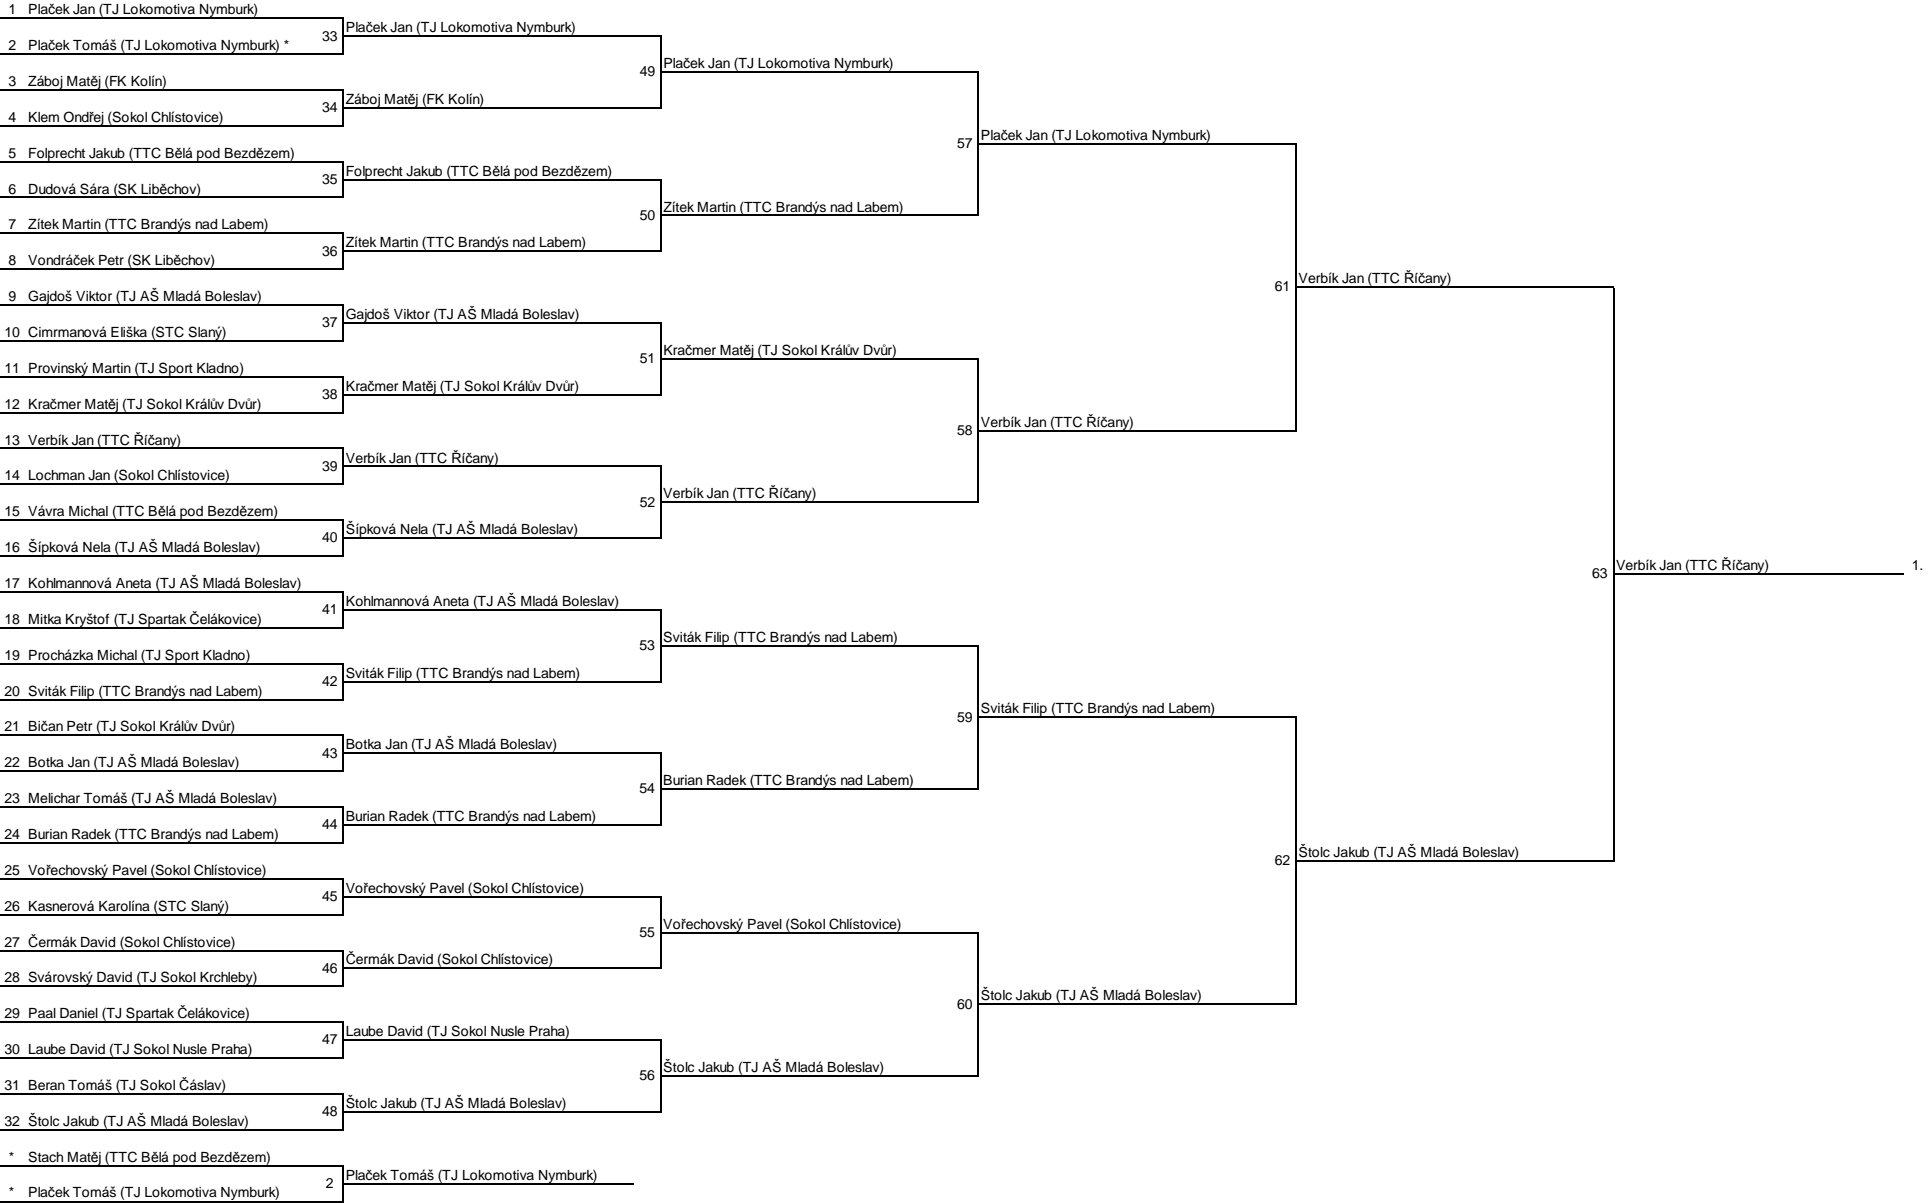 1 Plaček Jan (TJ Lokomotiva Nymburk)
2 Plaček Tomáš (TJ Lokomotiva Nymburk) *
3 Záboj Matěj (FK Kolín)
4 Klem Ondřej (Sokol Chlístovice)
5 Folprecht Jakub (TTC Bělá pod Bezdězem)
6 Dudová Sára (SK Liběchov)
7 Zítek Martin (TTC Brandýs nad Labem)
8 Vondráček Petr (SK Liběchov)
9 Gajdoš Viktor (TJ AŠ Mladá Boleslav)
10 Cimrmanová Eliška (STC Slaný)
11 Provinský Martin (TJ Sport Kladno)
12 Kračmer Matěj (TJ Sokol Králův Dvůr)
13 Verbík Jan (TTC Říčany)
14 Lochman Jan (Sokol Chlístovice)
15 Vávra Michal (TTC Bělá pod Bezdězem)
16 Šípková Nela (TJ AŠ Mladá Boleslav)
17 Kohlmannová Aneta (TJ AŠ Mladá Boleslav)
18 Mitka Kryštof (TJ Spartak Čelákovice)
19 Procházka Michal (TJ Sport Kladno)
20 Sviták Filip (TTC Brandýs nad Labem)
21 Bičan Petr (TJ Sokol Králův Dvůr)
22 Botka Jan (TJ AŠ Mladá Boleslav)
23 Melichar Tomáš (TJ AŠ Mladá Boleslav)
24 Burian Radek (TTC Brandýs nad Labem)
25 Vořechovský Pavel (Sokol Chlístovice)
26 Kasnerová Karolína (STC Slaný)
27 Čermák David (Sokol Chlístovice)
28 Svárovský David (TJ Sokol Krchleby)
29 Paal Daniel (TJ Spartak Čelákovice)
30 Laube David (TJ Sokol Nusle Praha)
31 Beran Tomáš (TJ Sokol Čáslav)
32 Štolc Jakub (TJ AŠ Mladá Boleslav)
* Stach Matěj (TTC Bělá pod Bezdězem)
* Plaček Tomáš (TJ Lokomotiva Nymburk)
33 Plaček Jan (TJ Lokomotiva Nymburk)
34 Záboj Matěj (FK Kolín)
35 Folprecht Jakub (TTC Bělá pod Bezdězem)
36 Zítek Martin (TTC Brandýs nad Labem)
37 Gajdoš Viktor (TJ AŠ Mladá Boleslav)
38 Kračmer Matěj (TJ Sokol Králův Dvůr)
39 Verbík Jan (TTC Říčany)
40 Šípková Nela (TJ AŠ Mladá Boleslav)
41 Kohlmannová Aneta (TJ AŠ Mladá Boleslav)
42 Sviták Filip (TTC Brandýs nad Labem)
43 Botka Jan (TJ AŠ Mladá Boleslav)
44 Burian Radek (TTC Brandýs nad Labem)
45 Vořechovský Pavel (Sokol Chlístovice)
46 Čermák David (Sokol Chlístovice)
47 Laube David (TJ Sokol Nusle Praha)
48 Štolc Jakub (TJ AŠ Mladá Boleslav)
2 Plaček Tomáš (TJ Lokomotiva Nymburk)
49 Plaček Jan (TJ Lokomotiva Nymburk)
50 Zítek Martin (TTC Brandýs nad Labem)
51 Kračmer Matěj (TJ Sokol Králův Dvůr)
52 Verbík Jan (TTC Říčany)
53 Sviták Filip (TTC Brandýs nad Labem)
54 Burian Radek (TTC Brandýs nad Labem)
55 Vořechovský Pavel (Sokol Chlístovice)
56 Štolc Jakub (TJ AŠ Mladá Boleslav)
57 Plaček Jan (TJ Lokomotiva Nymburk)
58 Verbík Jan (TTC Říčany)
59 Sviták Filip (TTC Brandýs nad Labem)
60 Štolc Jakub (TJ AŠ Mladá Boleslav)
61 Verbík Jan (TTC Říčany)
62 Štolc Jakub (TJ AŠ Mladá Boleslav)
63 Verbík Jan (TTC Říčany) 1.